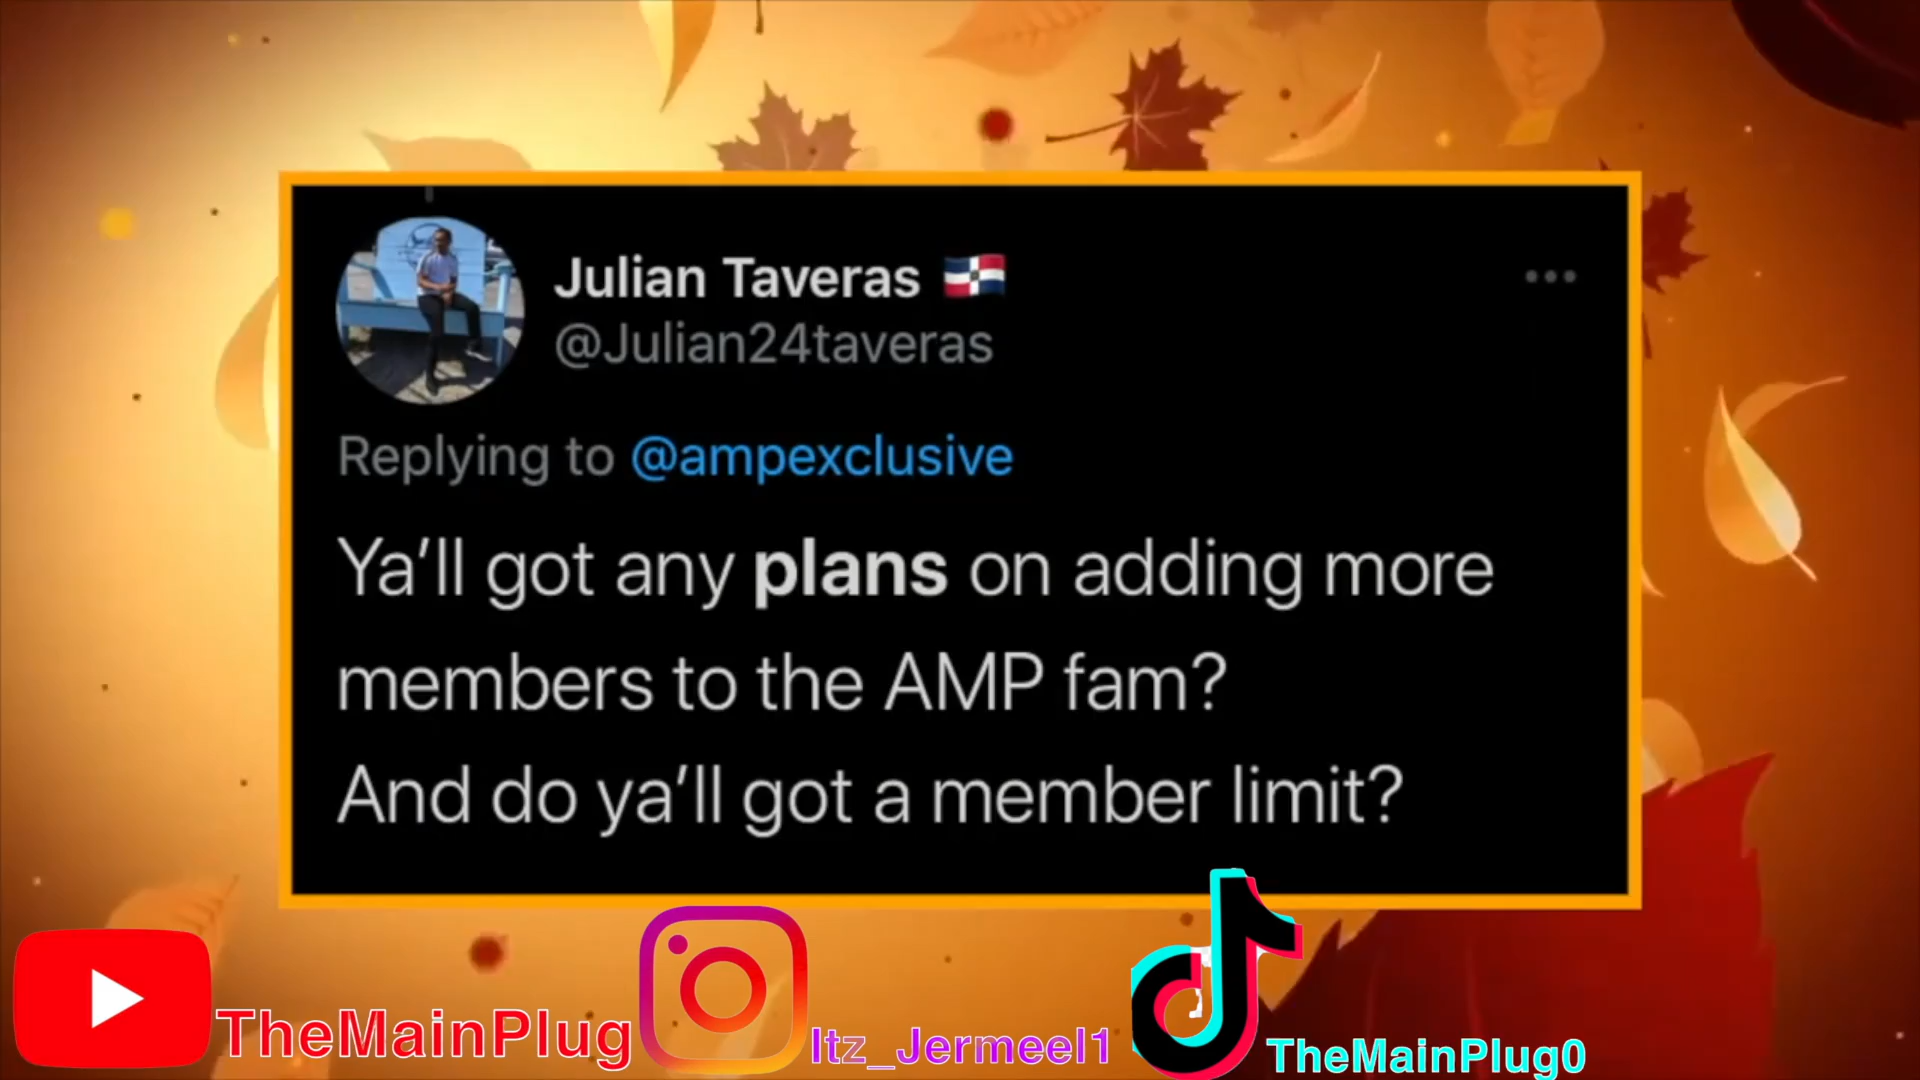 Julian Taveras
@Julian24taveras
Replying to @ampexclusive
Ya’ll got any plans on adding more
members to the AMP fam?
And do ya’ll got a member limit?
TheMainPlug
Itz_Jermeel1
TheMainPlug0